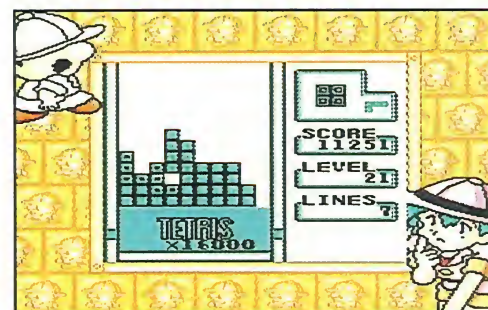 SCORE
11251
LEVEL
21
LINES
7
TETRIS
×16000